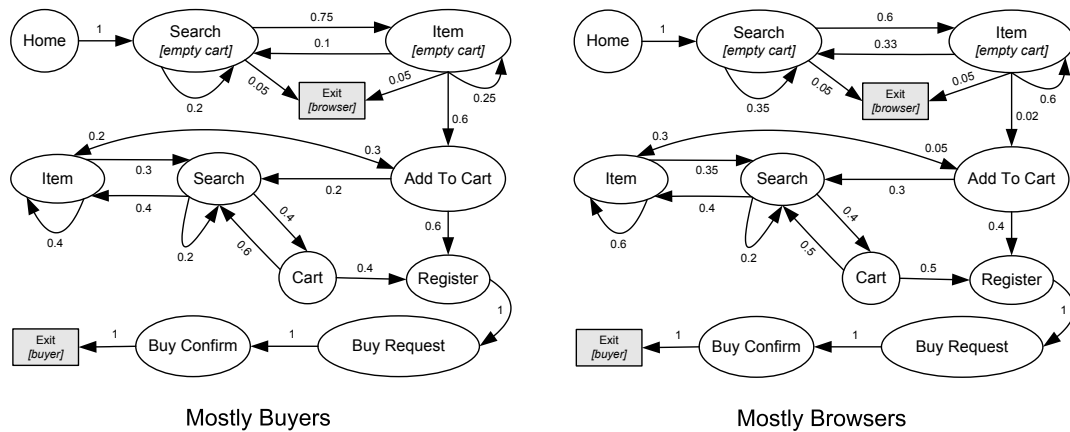 0.75
0.6
Home
1
Search
[empty cart]
0.1
Item
[empty cart]
Home
1
Search
[empty cart]
0.33
Item
[empty cart]
0.2
0.05
Exit
[browser]
0.05
0.25
0.35
0.05
Exit
[browser]
0.05
0.6
0.6
0.02
0.2
0.3
0.3
0.05
Item
0.3
Search
0.2
Add To Cart
Item
0.35
Search
0.3
Add To Cart
0.4
0.4
0.4
0.4
0.4
0.2
0.6
0.6
0.6
0.2
0.5
0.4
Cart
0.4
Register
Cart
0.5
Register
1
1
Exit
[buyer]
1
Buy Confirm
1
Buy Request
Exit
[buyer]
1
Buy Confirm
1
Buy Request
Mostly Buyers
Mostly Browsers